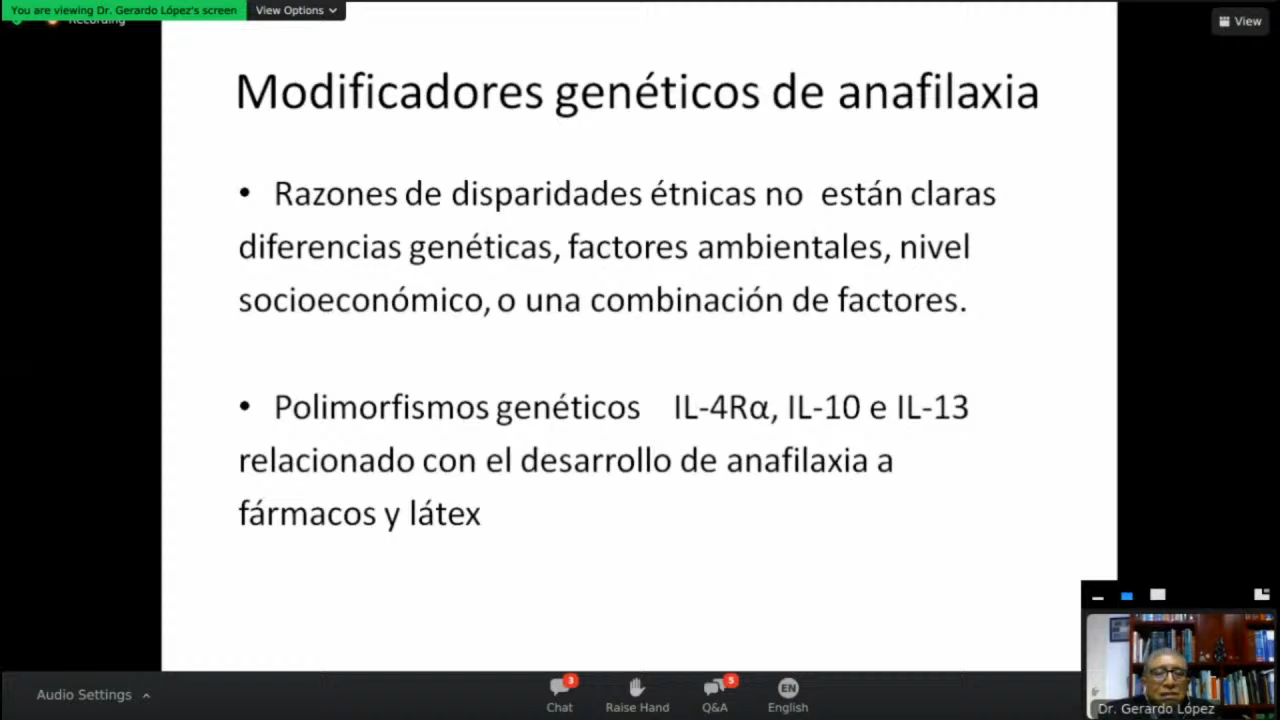 You are viewing Dr. Gerardo López's screen
View Options
Recording
View
Modificadores genéticos de anafilaxia
• Razones de disparidades étnicas no están claras
diferencias genéticas, factores ambientales, nivel
socioeconómico, o una combinación de factores.
• Polimorfismos genéticos IL-4Rα, IL-10 e IL-13
relacionado con el desarrollo de anafilaxia a
fármacos y látex
Audio Settings
3
Chat
Raise Hand
5
Q&A
EN
English
Dr. Gerardo López